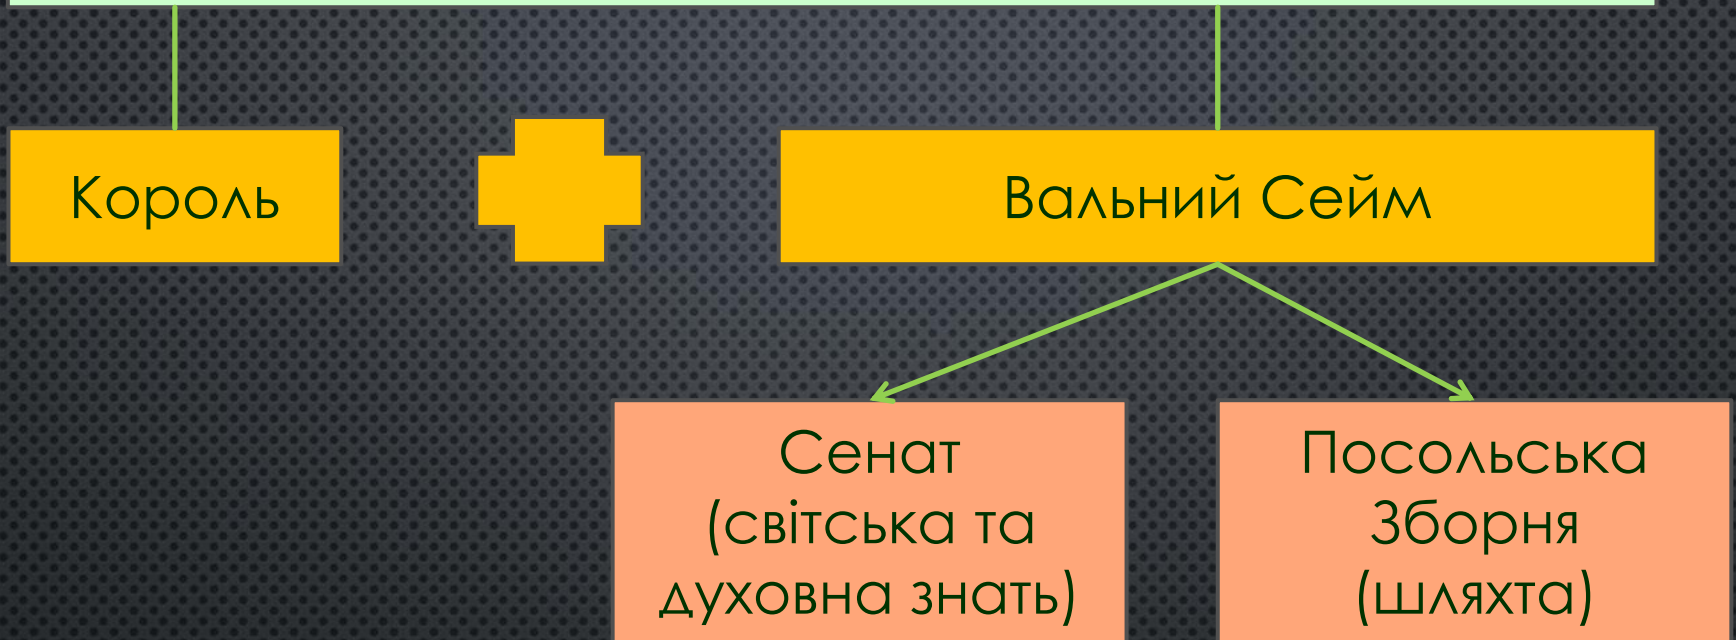 Король
Вальний Сейм
Сенат
(світська та
духовна знать)
Посольська
Зборня
(шляхта)